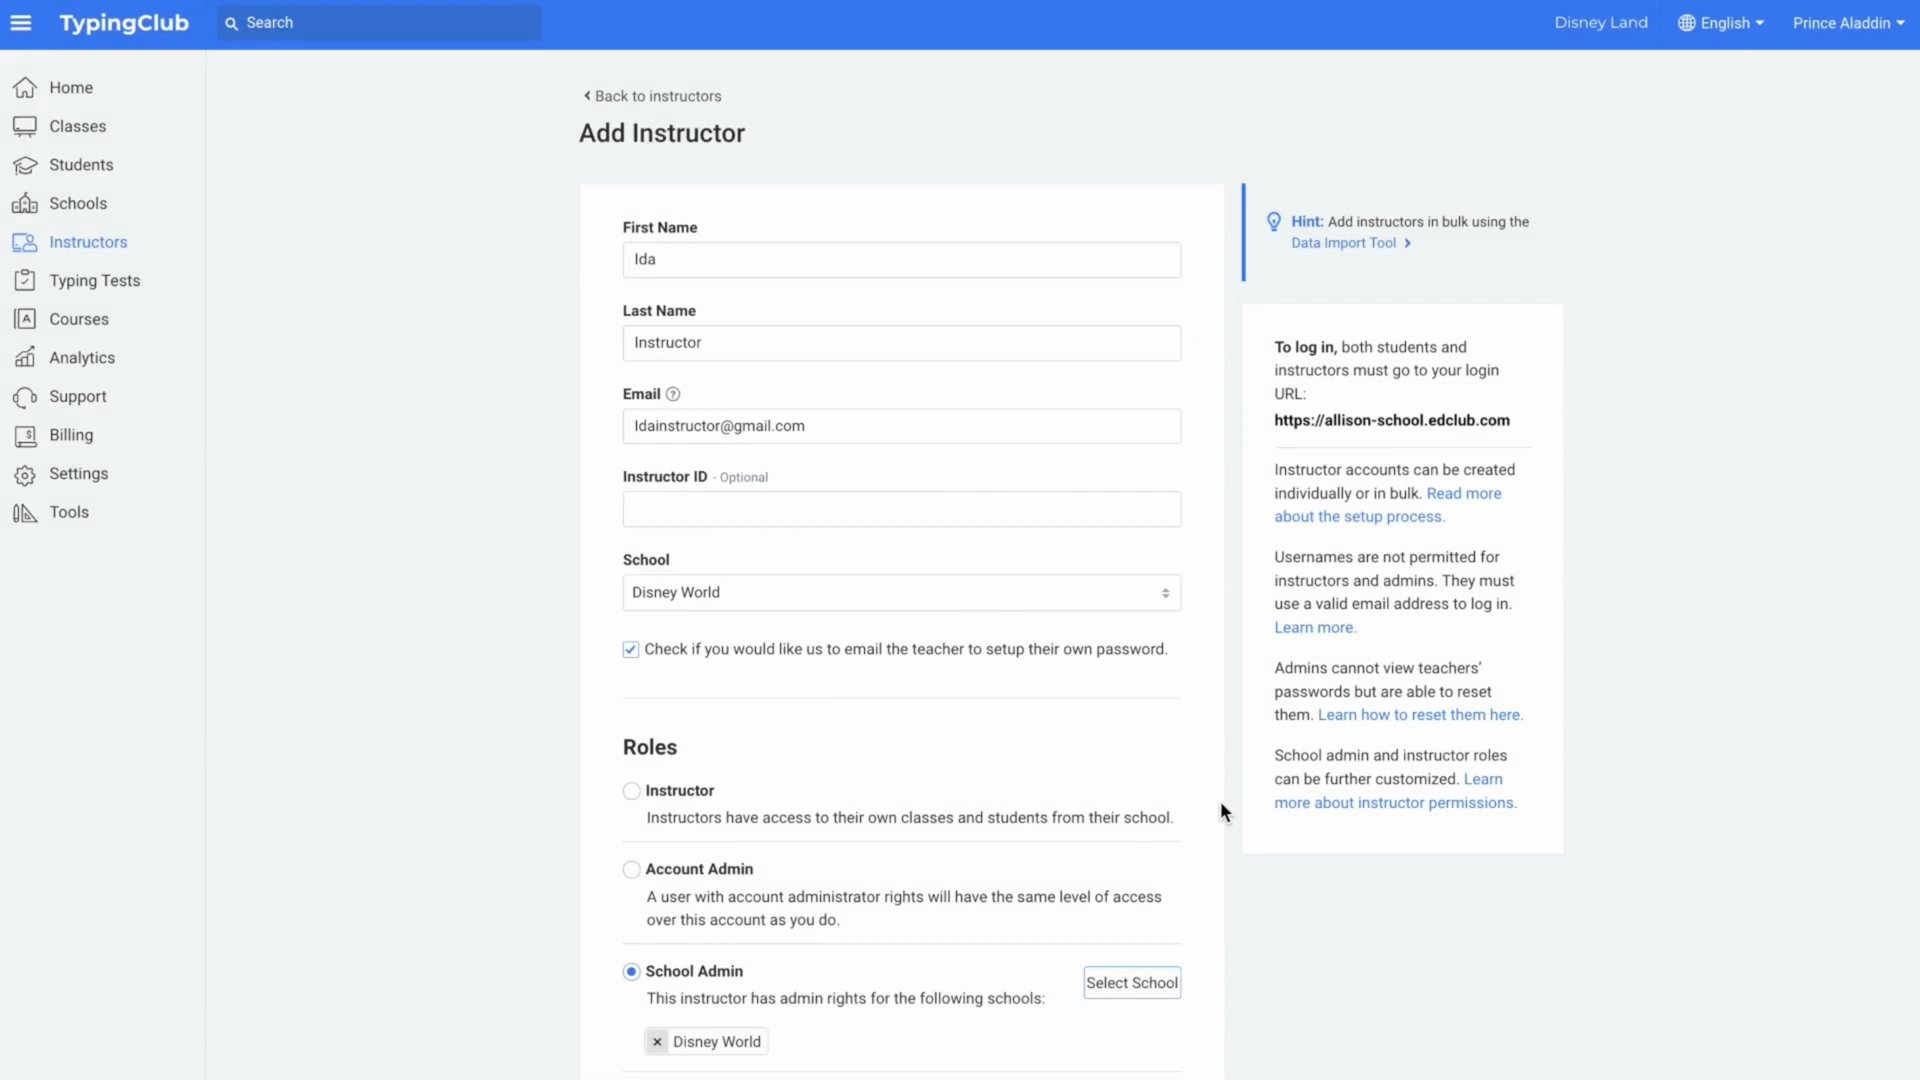 TypingClub
Search
Disney Land
English
Prince Aladdin
Home
Classes
Students
Schools
Instructors
Typing Tests
Courses
Analytics
Support
Billing
Settings
Tools
Back to instructors
Add Instructor
First Name
Ida
Last Name
Instructor
Email
Idainstructor@gmail.com
Instructor ID - Optional
School
Disney World
Check if you would like us to email the teacher to setup their own password.
Roles
Instructor
Instructors have access to their own classes and students from their school.
Account Admin
A user with account administrator rights will have the same level of access
over this account as you do.
School Admin
This instructor has admin rights for the following schools:
Select School
Disney World
Hint: Add instructors in bulk using the
Data Import Tool
To log in, both students and
instructors must go to your login
URL:
https://allison-school.edclub.com
Instructor accounts can be created
individually or in bulk. Read more
about the setup process.
Usernames are not permitted for
instructors and admins. They must
use a valid email address to log in.
Learn more.
Admins cannot view teachers’
passwords but are able to reset
them. Learn how to reset them here.
School admin and instructor roles
can be further customized. Learn
more about instructor permissions.